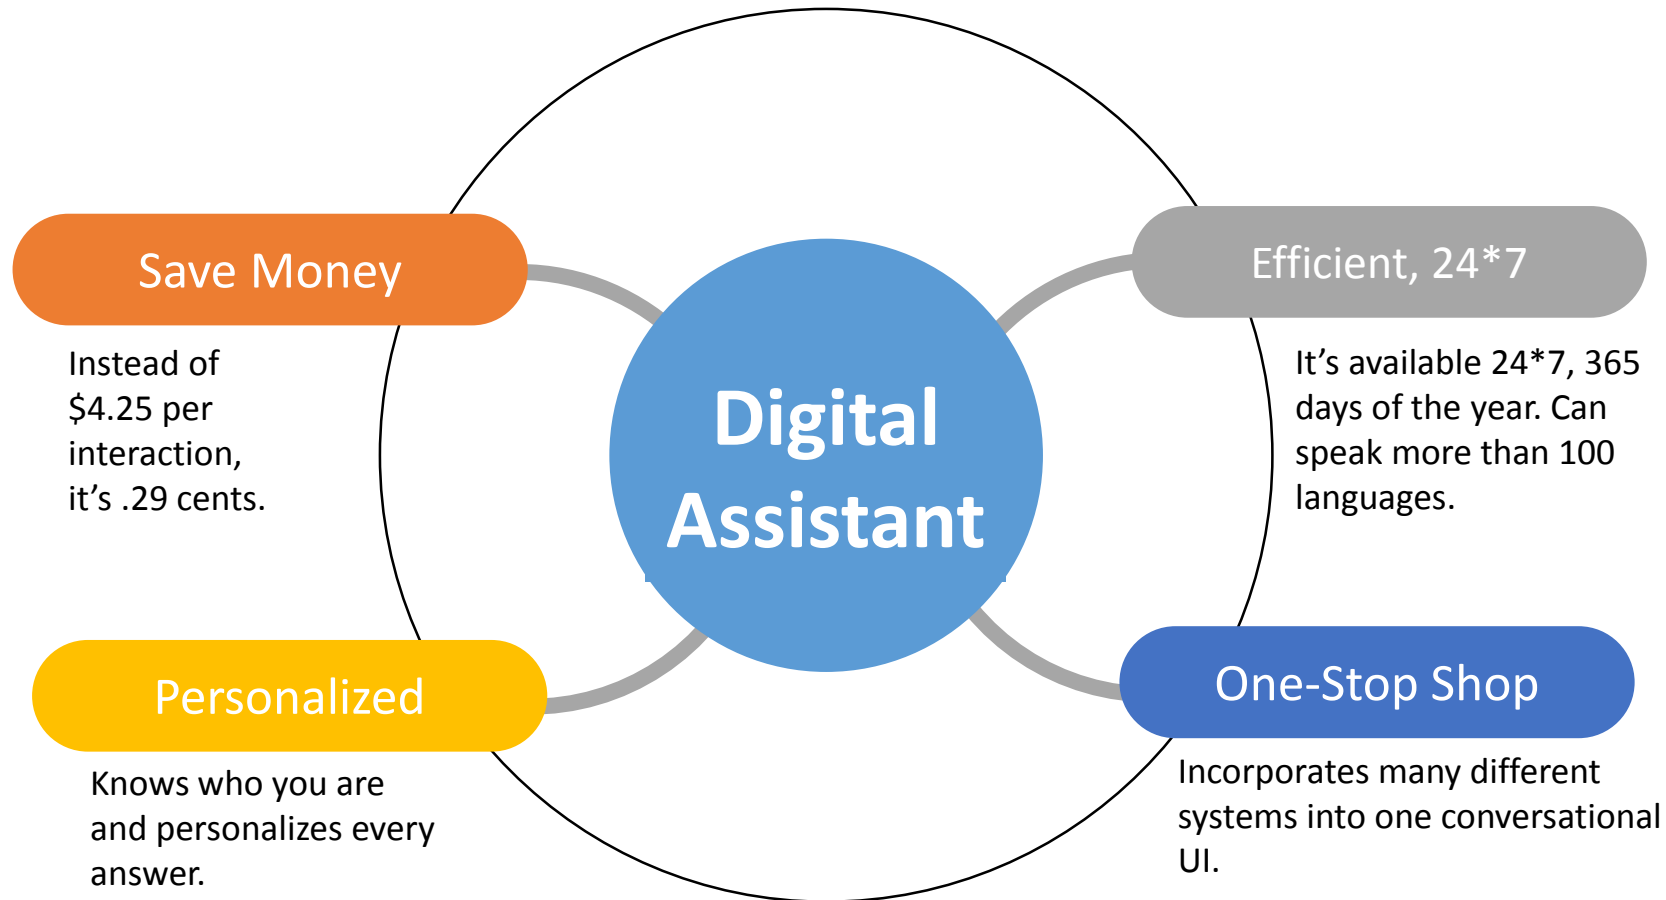 Save Money
Instead of
$4.25 per
interaction,
it’s .29 cents.
Efficient, 24*7
It’s available 24*7, 365
days of the year. Can
speak more than 100
languages.
Digital
Assistant
Personalized
Knows who you are
and personalizes every
answer.
One-Stop Shop
Incorporates many different
systems into one conversational
UI.